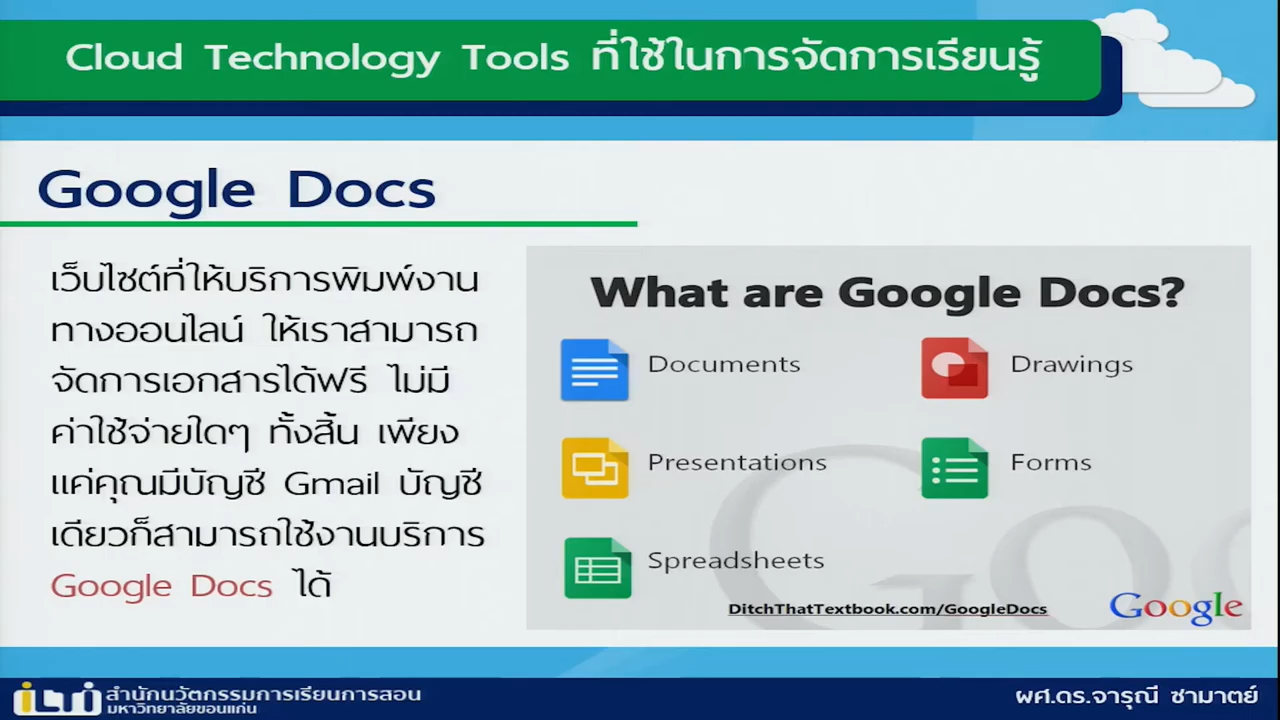 Cloud Technology Tools ที่ใช้ในการจัดการเรียนรู้
Google Docs
เว็บไซต์ที่ให้บริการพิมพ์งาน
ทางออนไลน์ ให้เราสามารถ
จัดการเอกสารได้ฟรี ไม่มี
ค่าใช้จ่ายใดๆ ทั้งสิ้น เพียง
แค่คุณมีบัญชี Gmail บัญชี
เดียวก็สามารถใช้งานบริการ
Google Docs ได้
What are Google Docs?
Documents
Drawings
Presentations
Forms
Spreadsheets
DitchThatTextbook.com/GoogleDocs
Google
สำนักนวัตกรรมการเรียนการสอน
มหาวิทยาลัยขอนแก่น
ผศ.ดร.จารุณี ซามาตย์